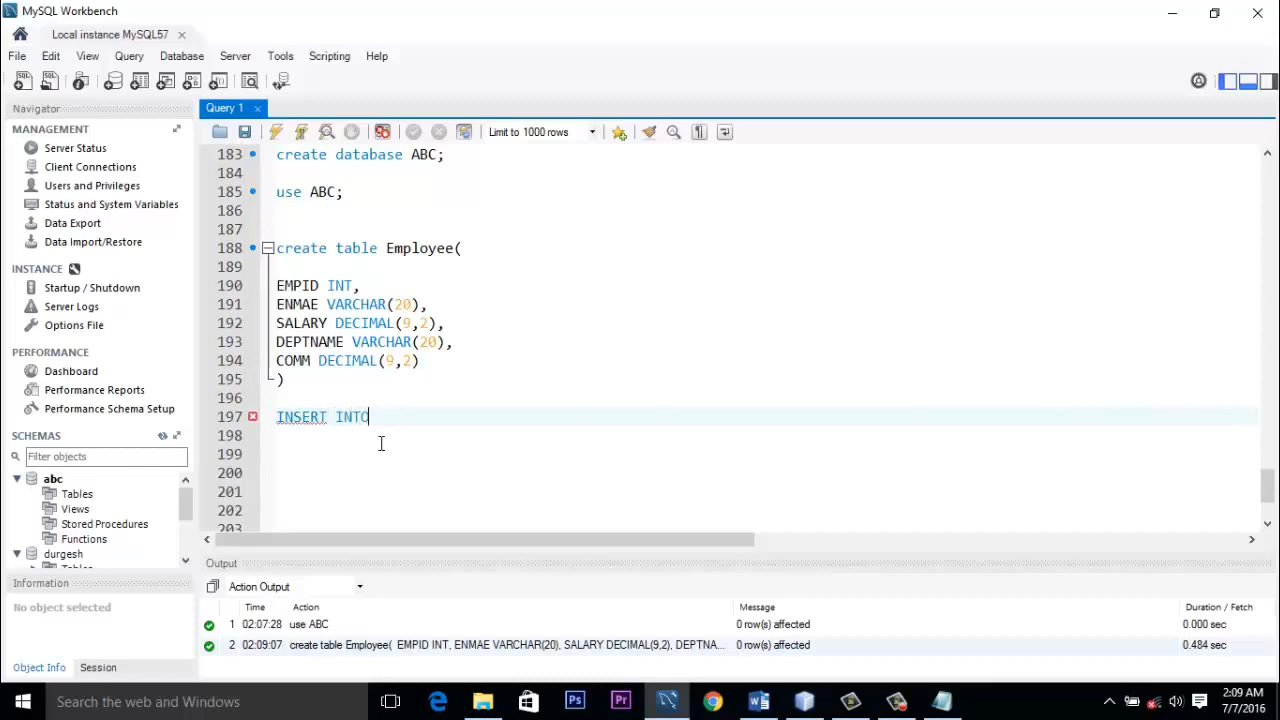 MySQL Workbench
Local instance MySQL57
File Edit View Query Database Server Tools Scripting Help
Navigator
MANAGEMENT
Server Status
Client Connections
Users and Privileges
Status and System Variables
Data Export
Data Import/Restore
INSTANCE
Startup / Shutdown
Server Logs
Options File
PERFORMANCE
Dashboard
Performance Reports
Performance Schema Setup
SCHEMAS
Filter objects
abc
Tables
Views
Stored Procedures
Functions
durgesh
Tables
Information
No object selected
Object Info Session
Query 1
Limit to 1000 rows
183 create database ABC;
184
185 use ABC;
186
187
188 create table Employee(
189
190 EMPID INT,
191 ENMAE VARCHAR(20),
192 SALARY DECIMAL(9,2),
193 DEPTNAME VARCHAR(20),
194 COMM DECIMAL(9,2)
195 )
196
197 INSERT INTO
198
199
200
201
202
203
Output
Action Output
Time Action Message Duration / Fetch
1 02:07:28 use ABC 0 row(s) affected 0.000 sec
2 02:09:07 create table Employee( EMPID INT, ENMAE VARCHAR(20), SALARY DECIMAL(9,2), DEPTNA... 0 row(s) affected 0.484 sec
Search the web and Windows
Ps
Pr
2:09 AM
7/7/2016